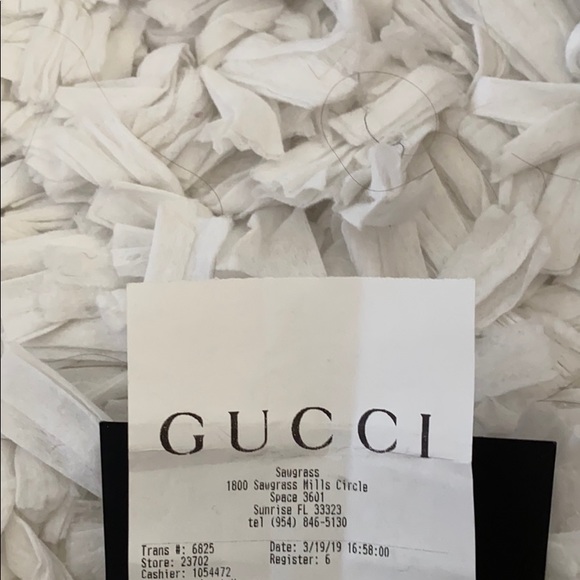 GUCCI
Sawgrass
1800 Sawgrass Mills Circle
Space 3601
Sunrise FL 33323
tel (954) 846-5130
Trans #: 6825 Date: 3/19/19 16:58:00
Store: 23702 Register: 6
Cashier: 1054472